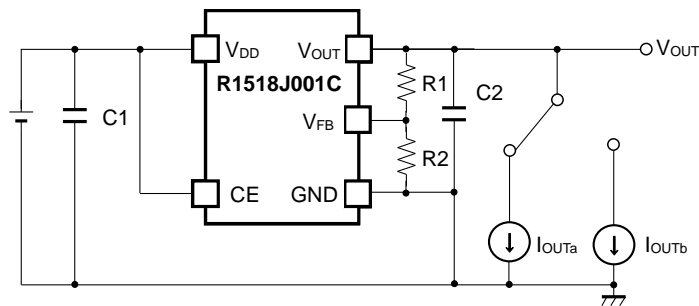 VDD VOUT VOUT
R1518J001C
R1
C2
C1
VFB
R2
CE GND
IOUTa IOUTb